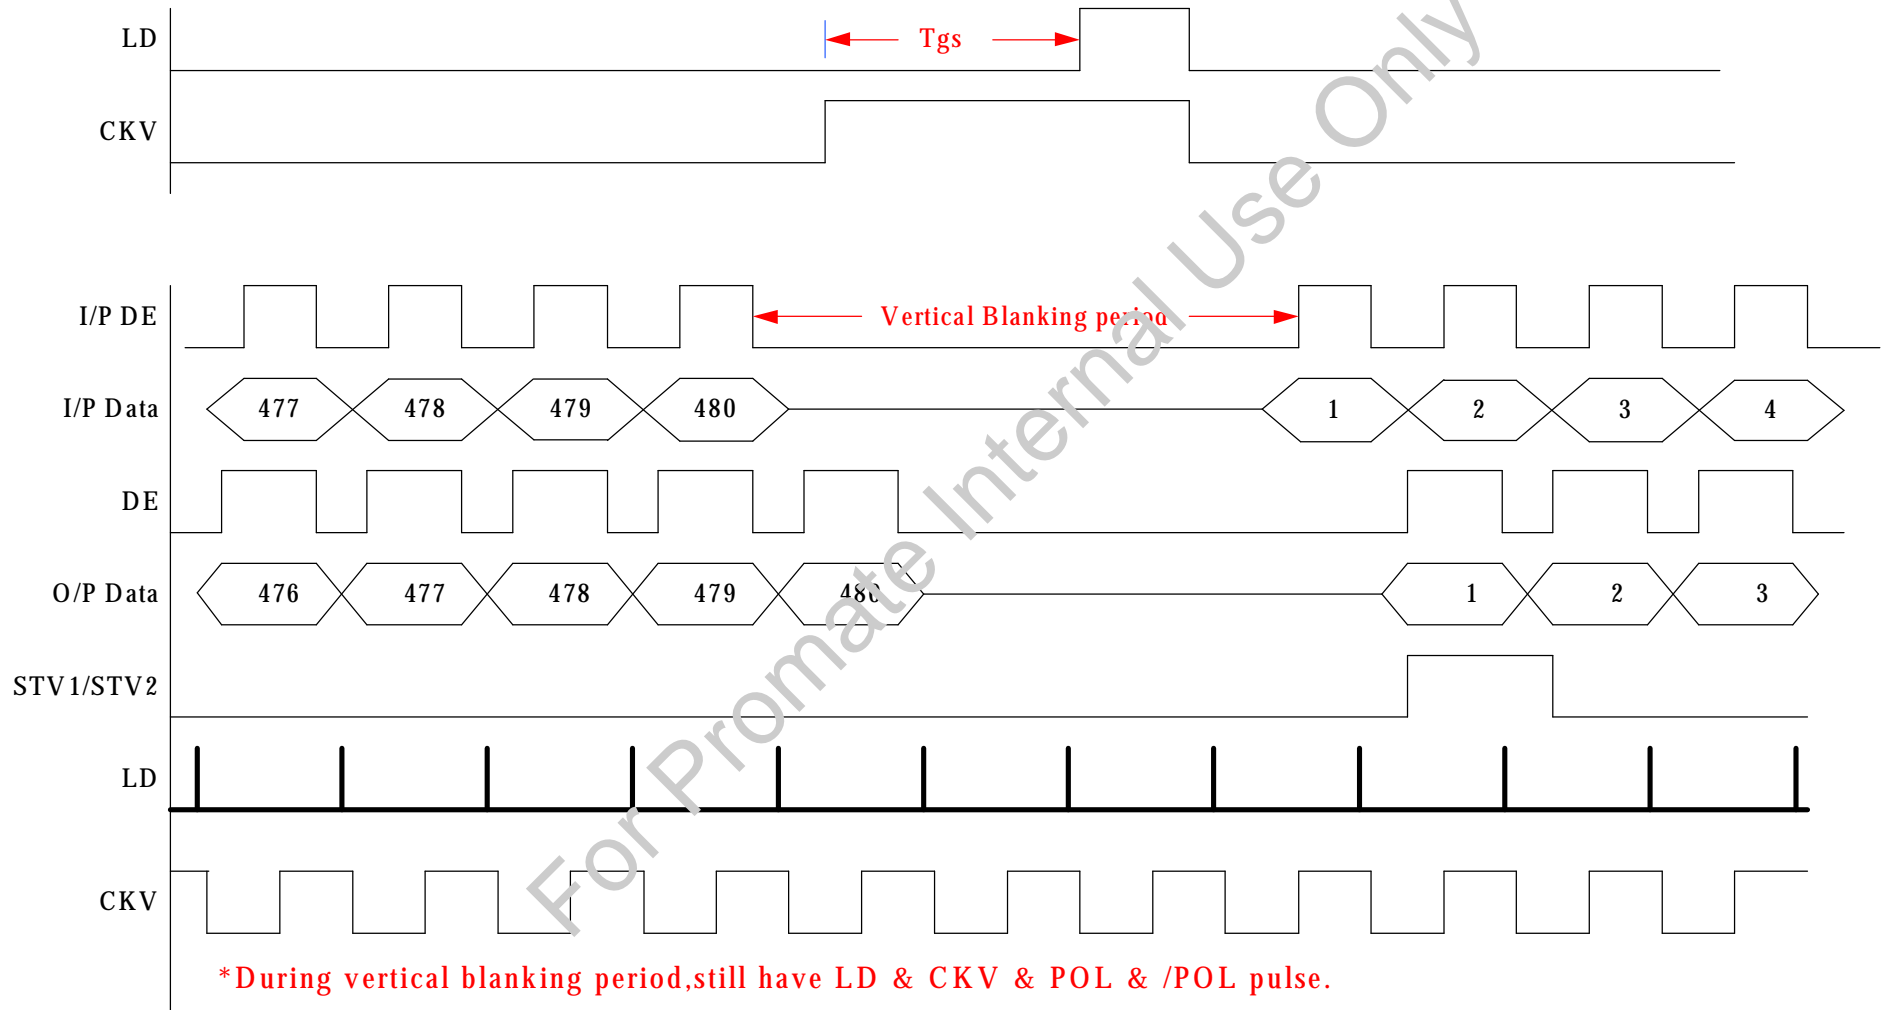 LD
Tgs
CKV
I/P DE
Vertical Blanking period
I/P Data
477 478 479 480 1 2 3 4
DE
O/P Data
476 477 478 479 480 1 2 3
STV1/STV2
LD
CKV
*During vertical blanking period,still have LD & CKV & POL & /POL pulse.
For Promate Internal Use Only